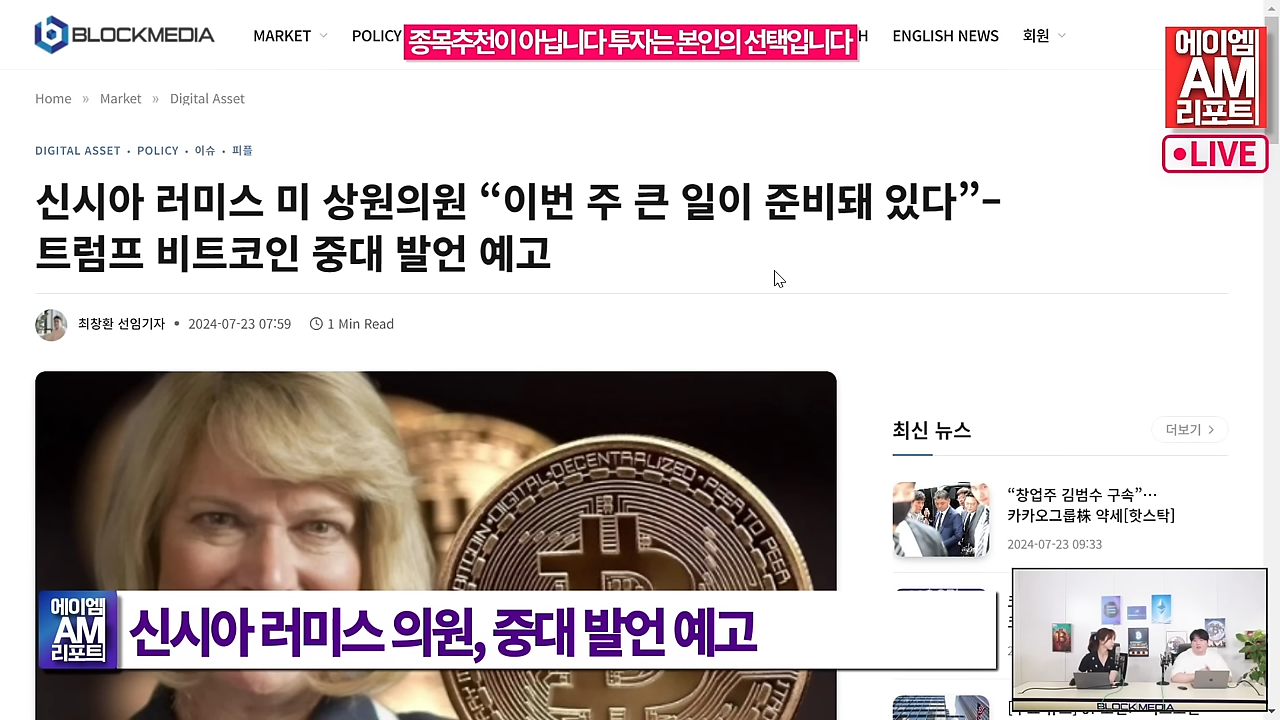 BLOCKMEDIA
MARKET
POLICY
종목추천이 아닙니다 투자는 본인의 선택입니다
H
ENGLISH NEWS
회원
에이엠
AM
리포트
LIVE
Home » Market » Digital Asset
DIGITAL ASSET • POLICY • 이슈 • 피플
신시아 러미스 미 상원의원 “이번 주 큰 일이 준비돼 있다”–
트럼프 비트코인 중대 발언 예고
최창환 선임기자 • 2024-07-23 07:59 1 Min Read
최신 뉴스
더보기
“창업주 김범수 구속”…
카카오그룹株 약세[핫스탁]
2024-07-23 09:33
DIGITAL • DECENTRALIZED • PEER TO PEER
BITCOIN
에이엠
AM
리포트
신시아 러미스 의원, 중대 발언 예고
BLOCKMEDIA